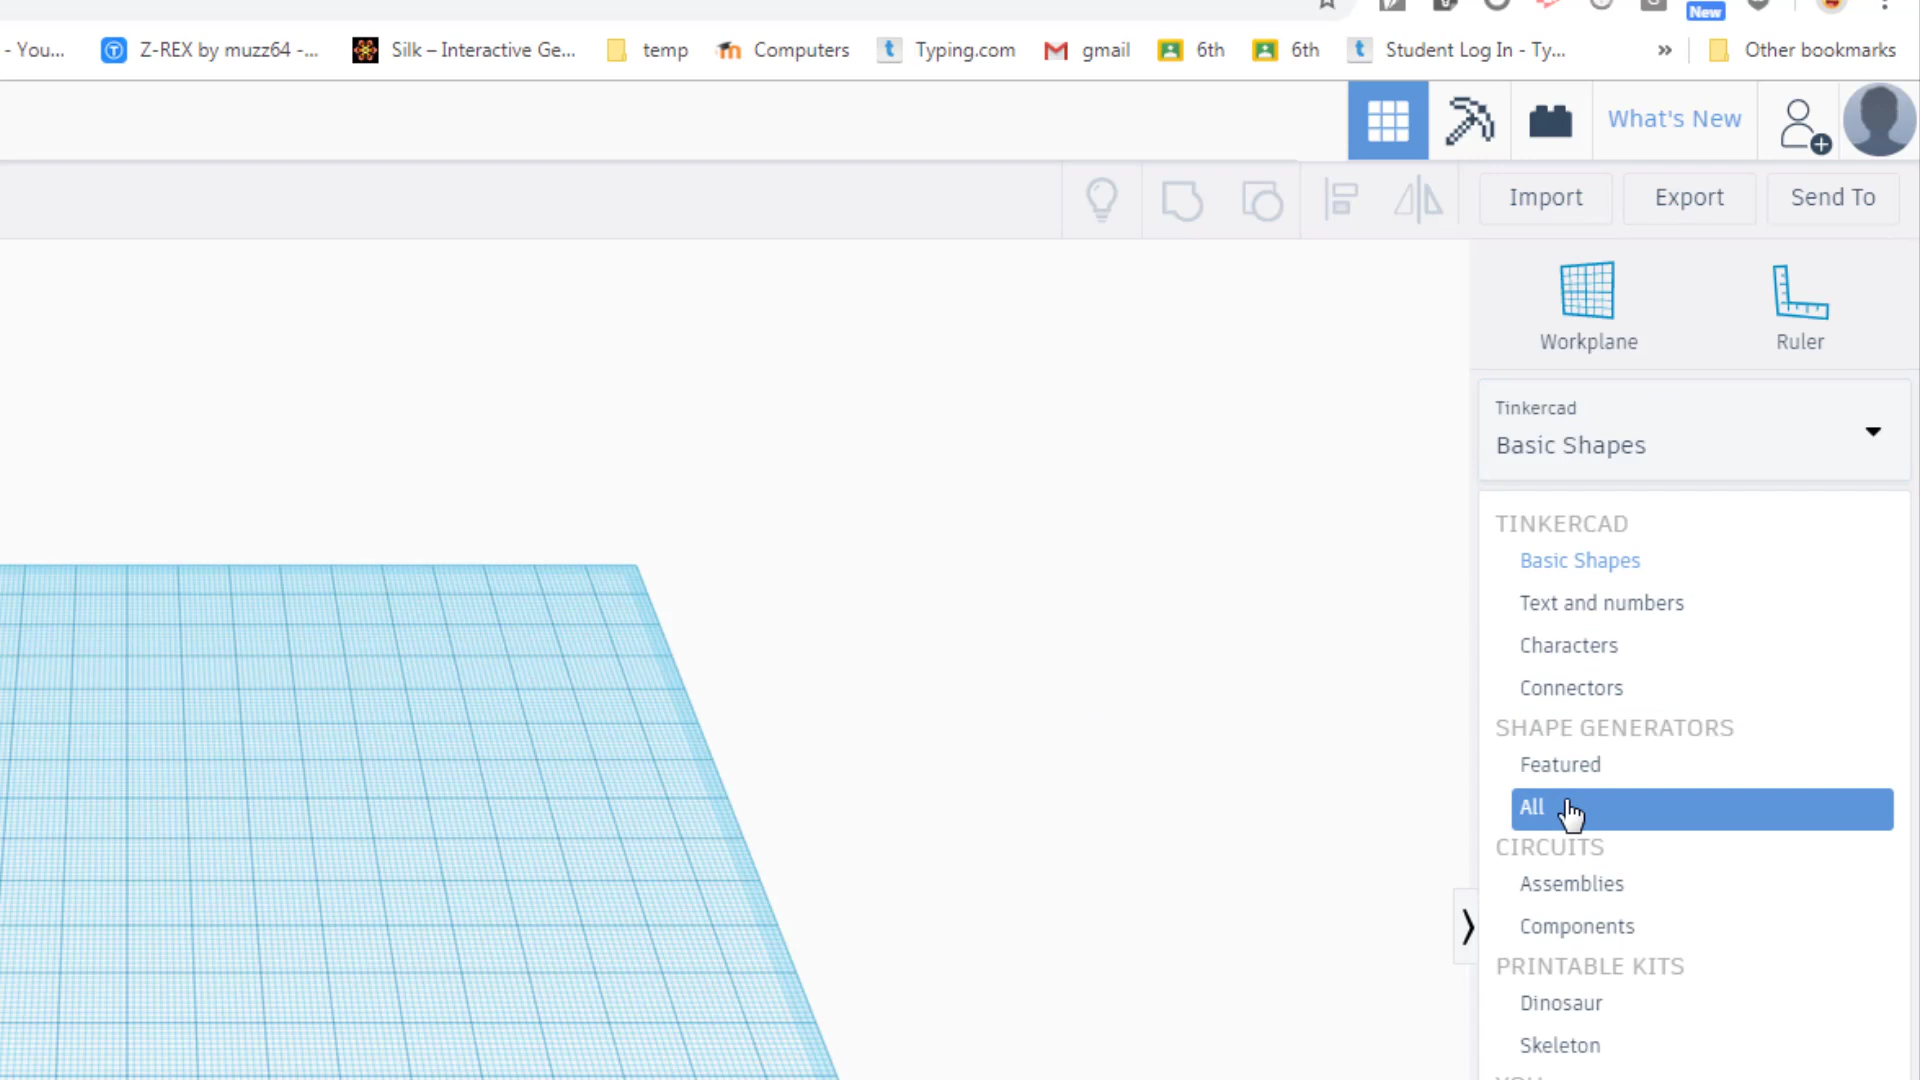 New
- You...
Z-REX by muzz64 -...
Silk – Interactive Ge...
temp
Computers
Typing.com
gmail
6th
6th
Student Log In - Ty...
»
Other bookmarks
What's New
Import
Export
Send To
Workplane
Ruler
Tinkercad
Basic Shapes
TINKERCAD
Basic Shapes
Text and numbers
Characters
Connectors
SHAPE GENERATORS
Featured
All
CIRCUITS
Assemblies
Components
PRINTABLE KITS
Dinosaur
Skeleton